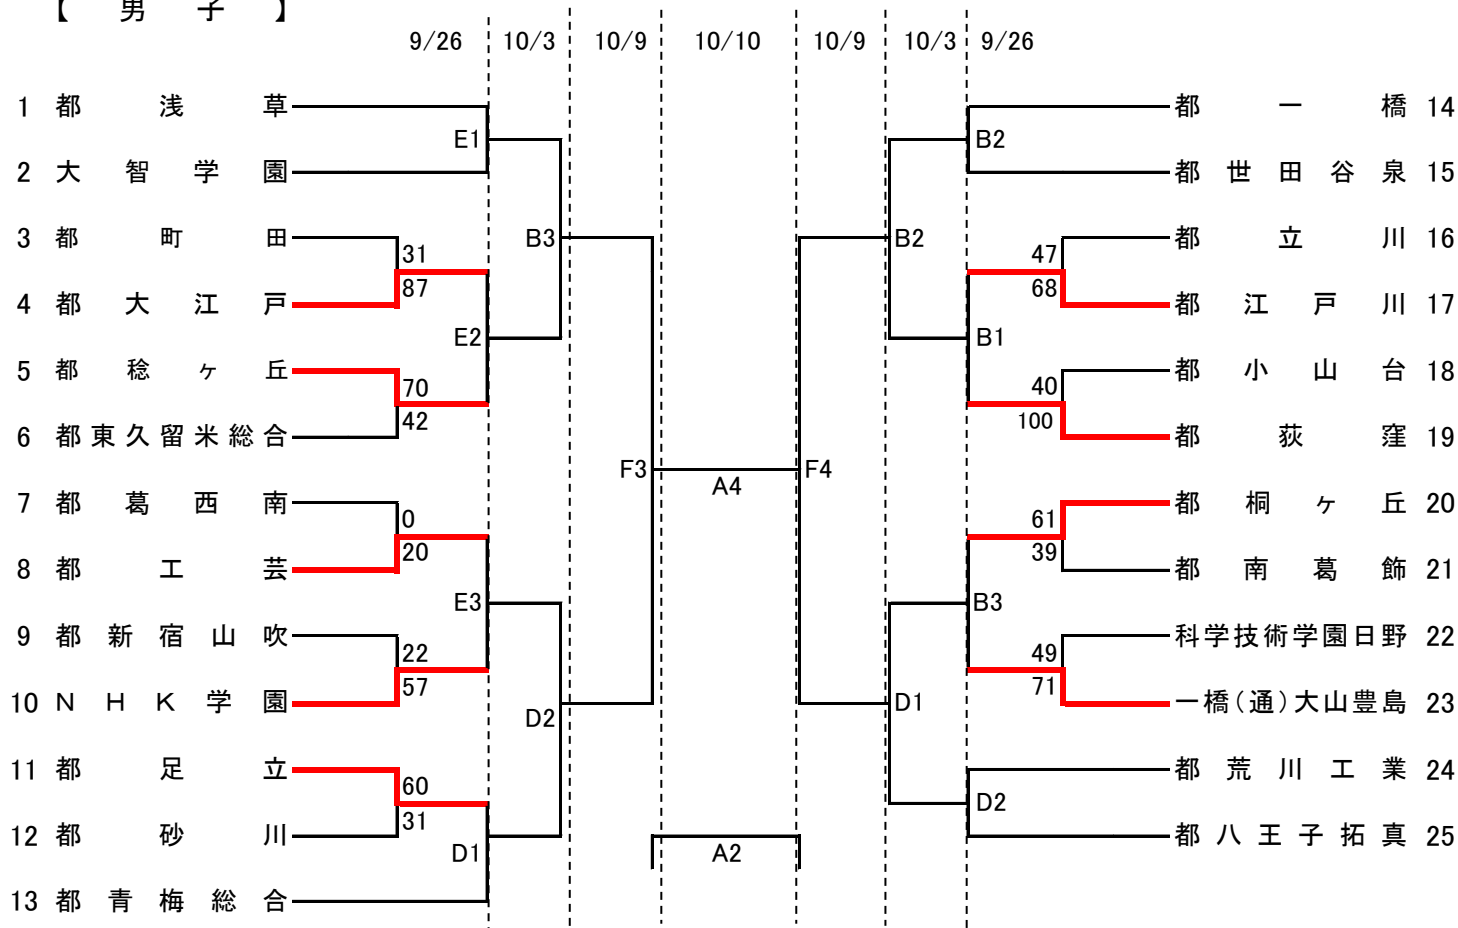 【 男 子 】
9/26 10/3 10/9 10/10 10/9 10/3 9/26
1 都 浅 草 都 一 橋 14
E1 B2
2 大 智 学 園 都 世 田 谷 泉 15
3 都 町 田 B3 B2 都 立 川 16
31 47
87 68
4 都 大 江 戸 都 江 戸 川 17
E2 B1
5 都 稔 ヶ 丘 都 小 山 台 18
70 40
42 100
6 都 東 久 留 米 総 合 都 荻 窪 19
F3 A4 F4
7 都 葛 西 南 都 桐 ヶ 丘 20
0 61
20 39
8 都 工 芸 都 南 葛 飾 21
E3 B3
9 都 新 宿 山 吹 科学技術学園日野 22
22 49
57 71
10 N H K 学 園 一橋(通)大山豊島 23
D2 D1
11 都 足 立 都 荒 川 工 業 24
60
31 D2
12 都 砂 川 都 八 王 子 拓 真 25
D1 A2
13 都 青 梅 総 合